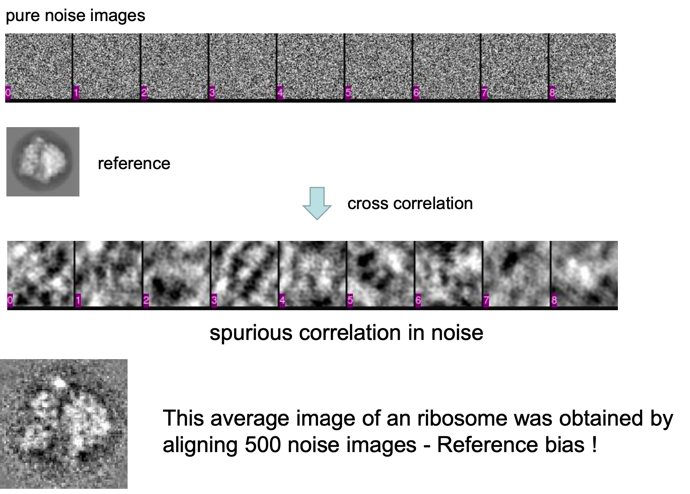 pure noise images
0 1 2 3 4 5 6 7 8
reference
cross correlation
0 1 2 3 4 5 6 7 8
spurious correlation in noise
This average image of an ribosome was obtained by
aligning 500 noise images - Reference bias !